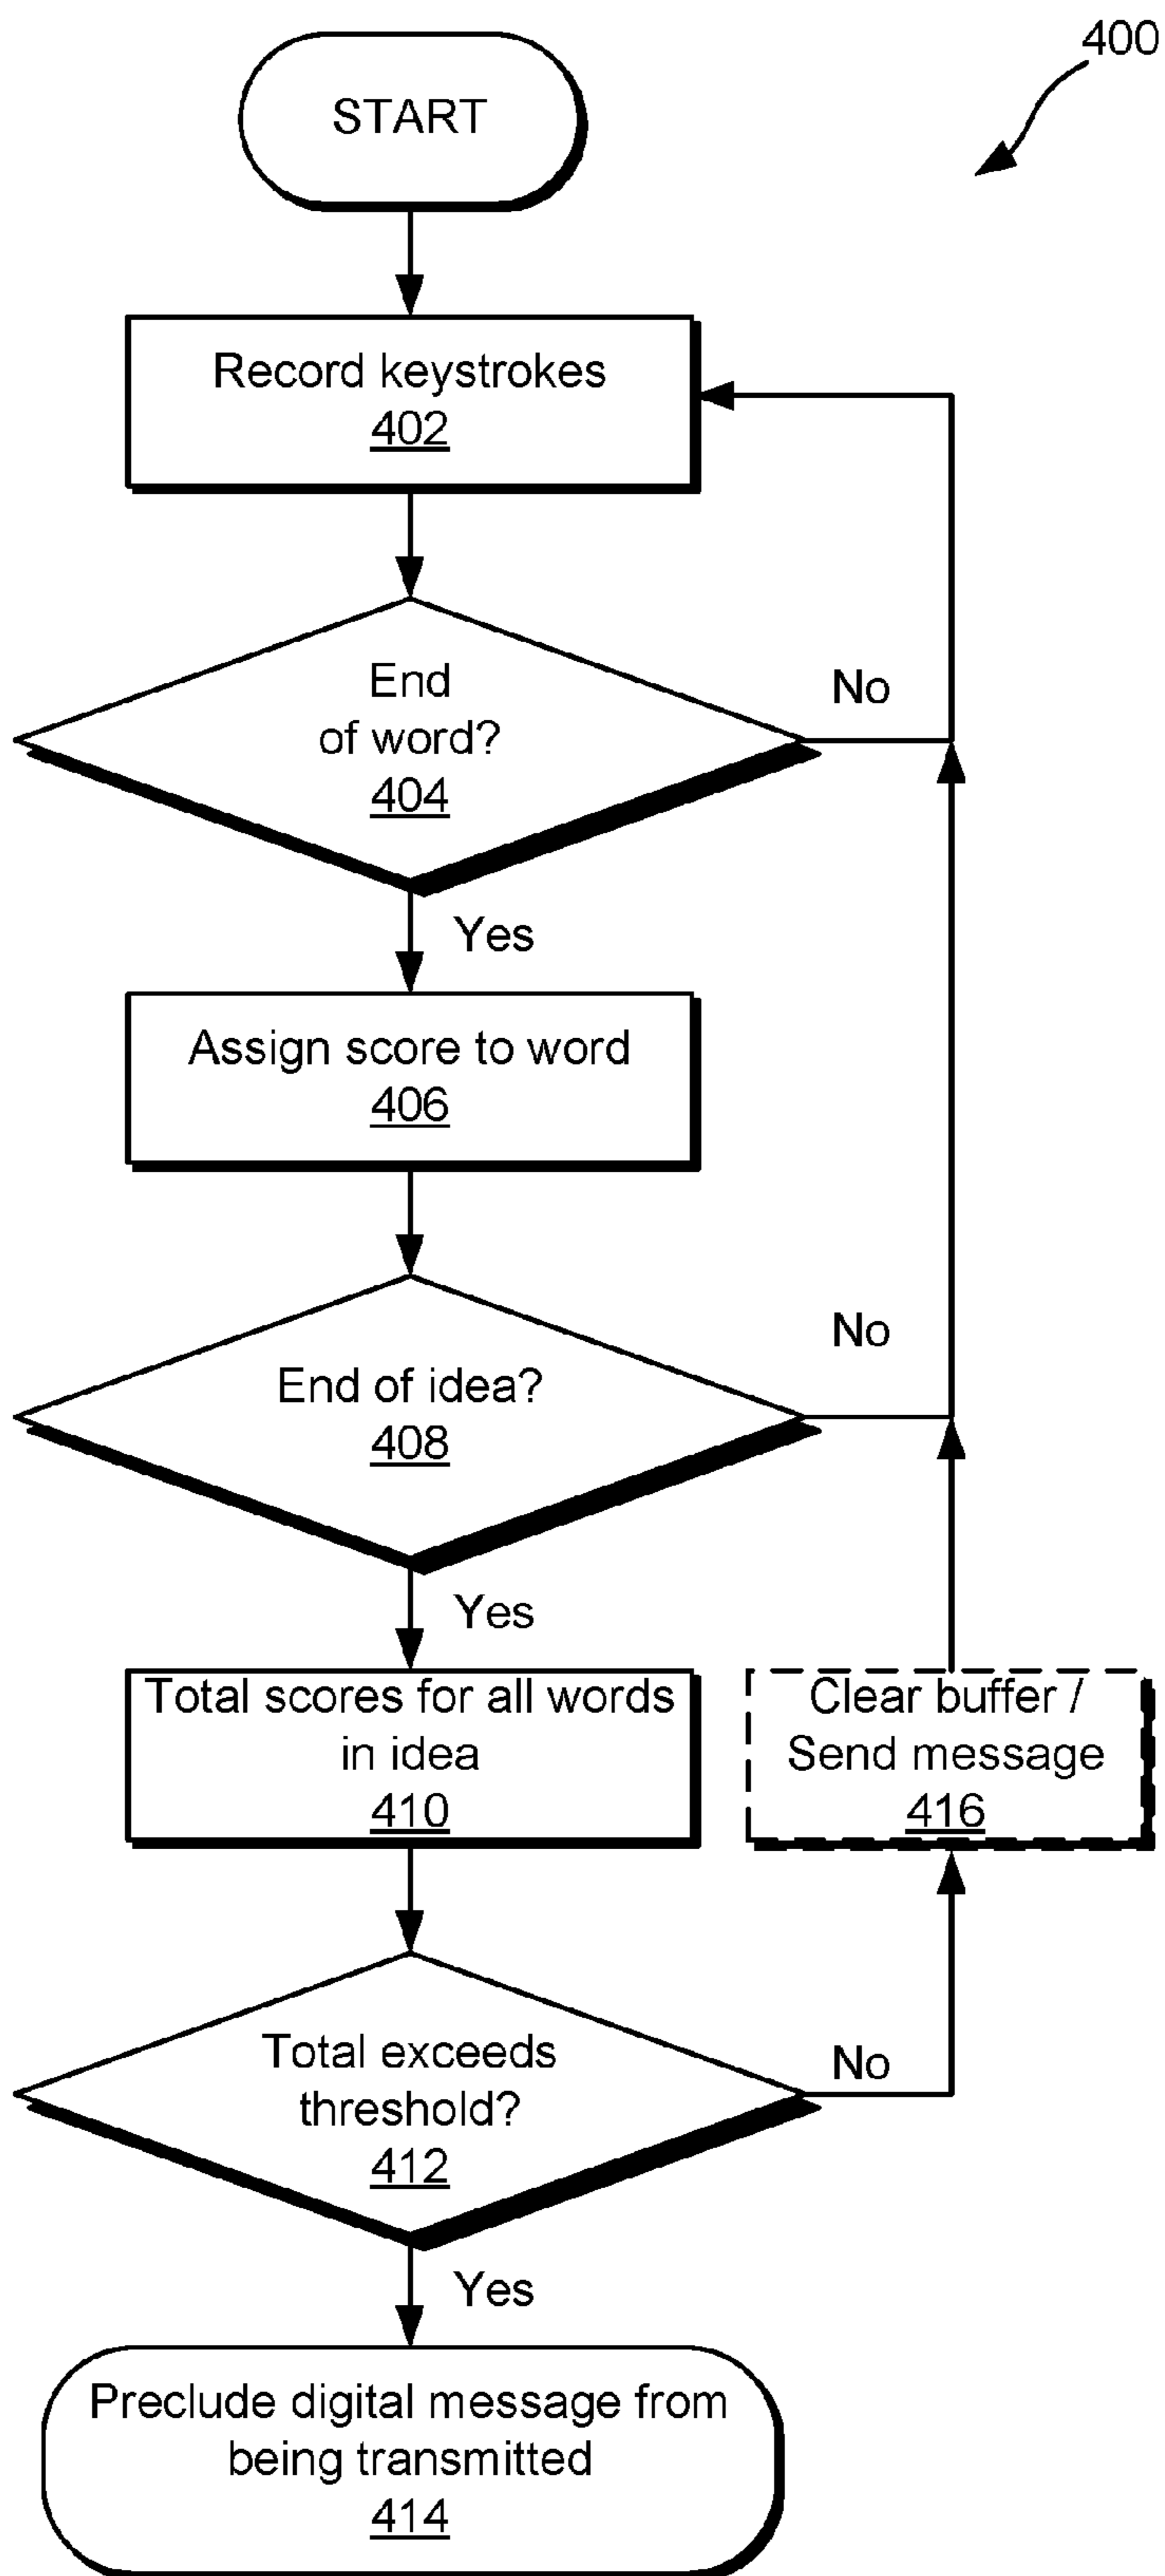 400
START
Record keystrokes
402
End
of word?
404
No
Yes
Assign score to word
406
End of idea?
408
No
Yes
Total scores for all words
in idea
410
Clear buffer /
Send message
416
Total exceeds
threshold?
412
No
Yes
Preclude digital message from
being transmitted
414